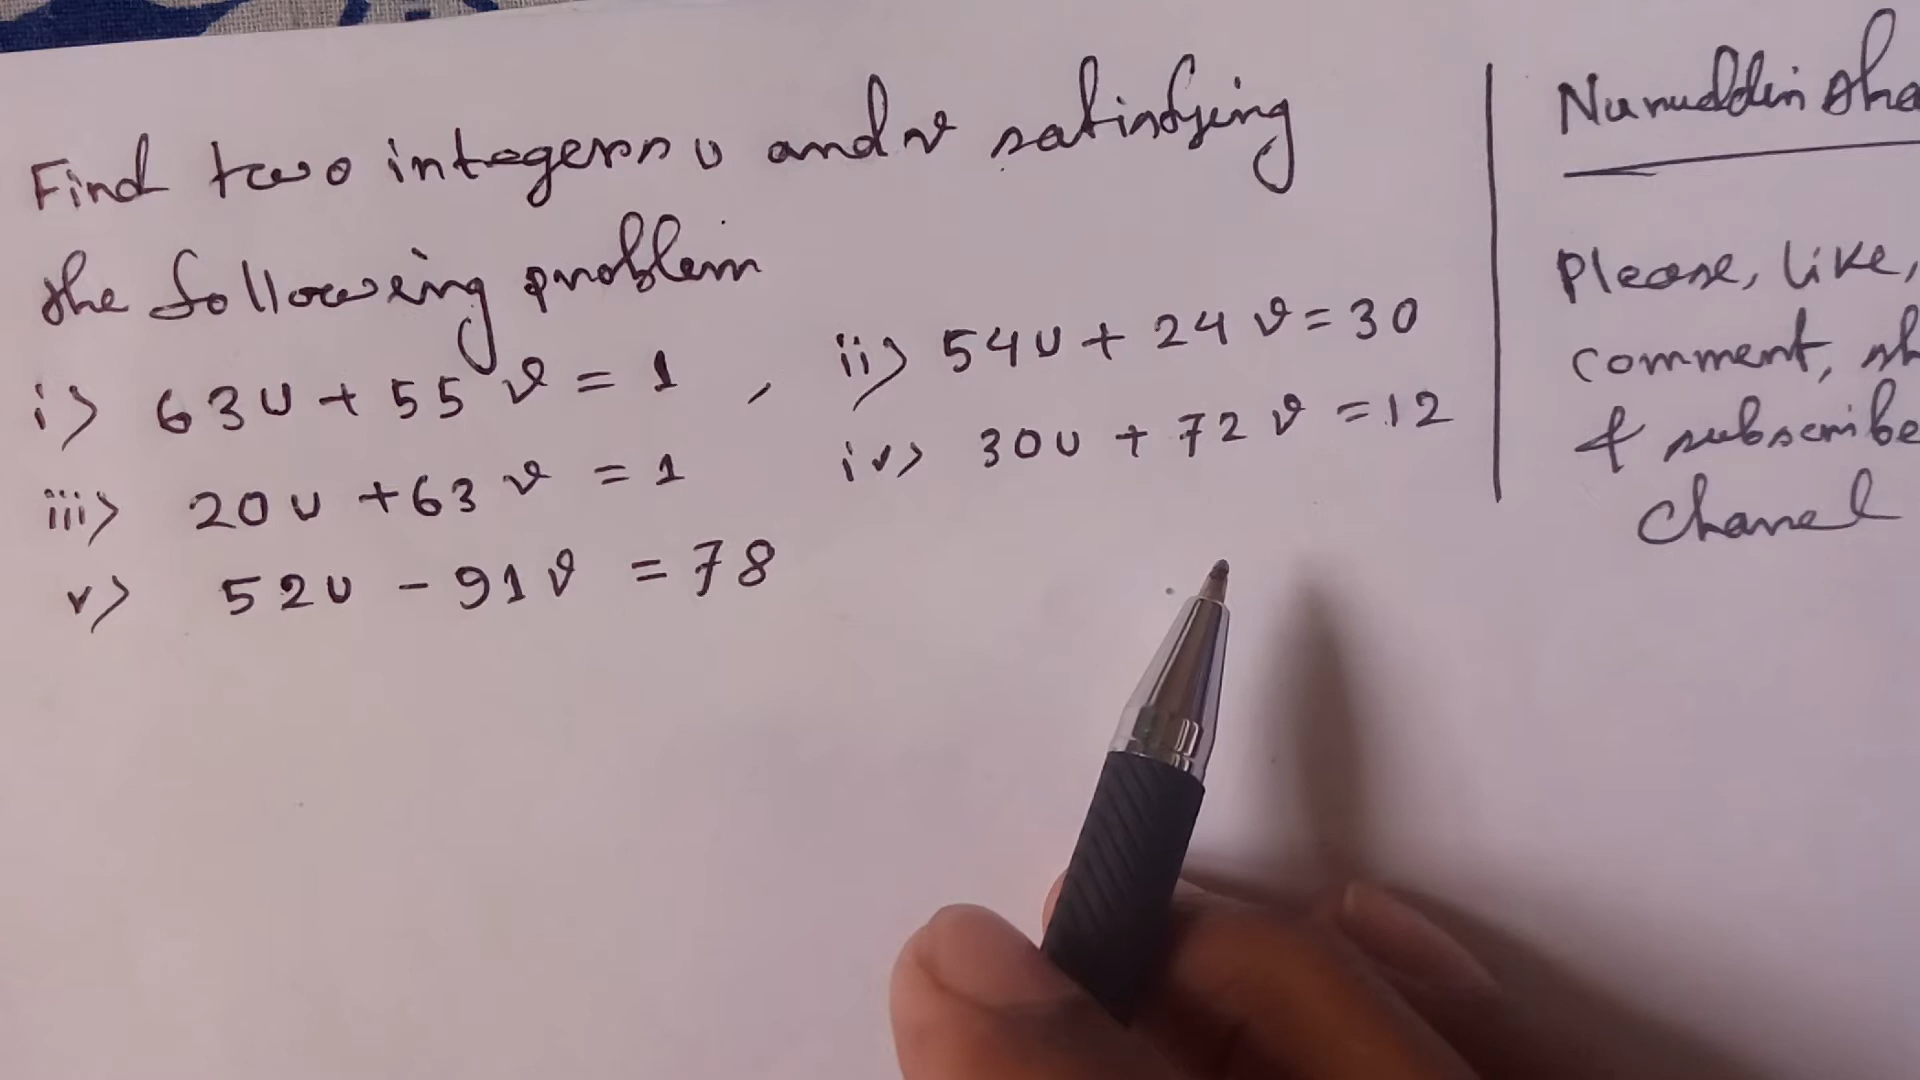 Find two integers u and v satisfying
the following problem
i> 63u + 55v = 1 , ii> 54u + 24v = 30
iii> 20u + 63v = 1 iv> 30u + 72v = 12
v> 52u - 91v = 78
Nuruddin
Please, like,
comment,
& subscribe
chanel